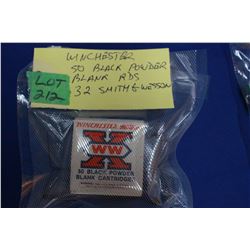 WINCHESTER
50 BLACK POWDER
BLANK RDS
32 SMITH & WESSON
LOT
212
WINCHESTER
WW
50 BLACK POWDER
BLANK CARTRIDGES